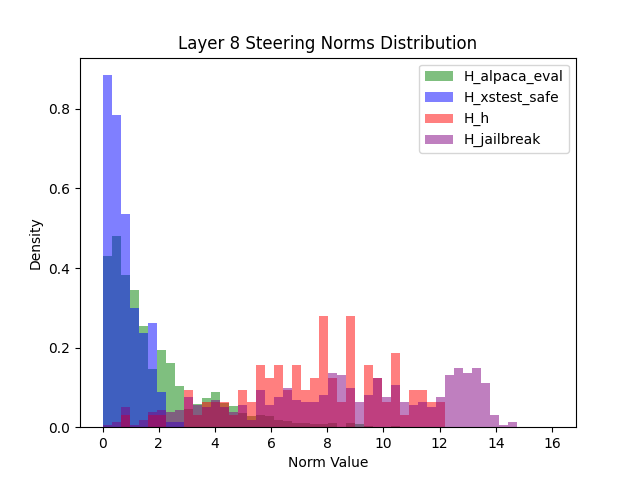 Layer 8 Steering Norms Distribution
H_alpaca_eval
H_xstest_safe
H_h
H_jailbreak
Density
0.8
0.6
0.4
0.2
0.0
0 2 4 6 8 10 12 14 16
Norm Value